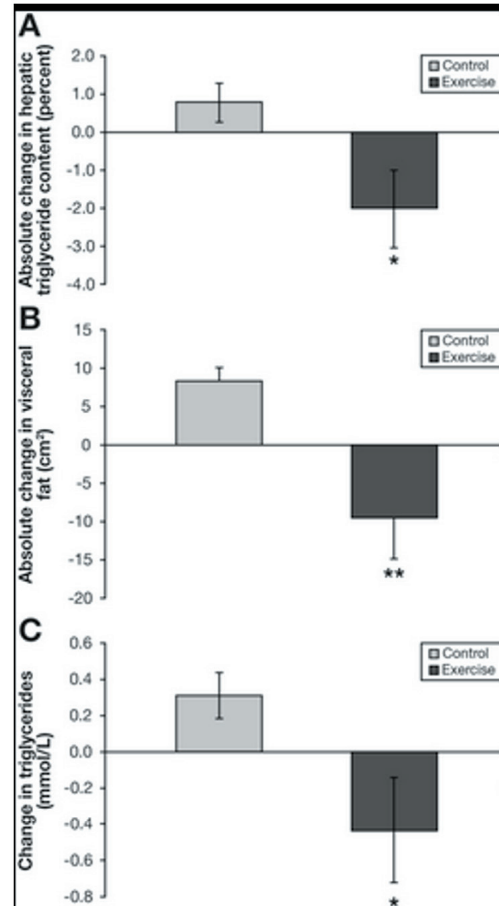 A
Absolute change in hepatic
triglyceride content (percent)
2.0
1.0
0.0
-1.0
-2.0
-3.0
-4.0
Control
Exercise
*
B
Absolute change in visceral
fat (cm²)
15
10
5
0
-5
-10
-15
-20
Control
Exercise
**
C
Change in triglycerides
(mmol/L)
0.6
0.4
0.2
0.0
-0.2
-0.4
-0.6
-0.8
Control
Exercise
*